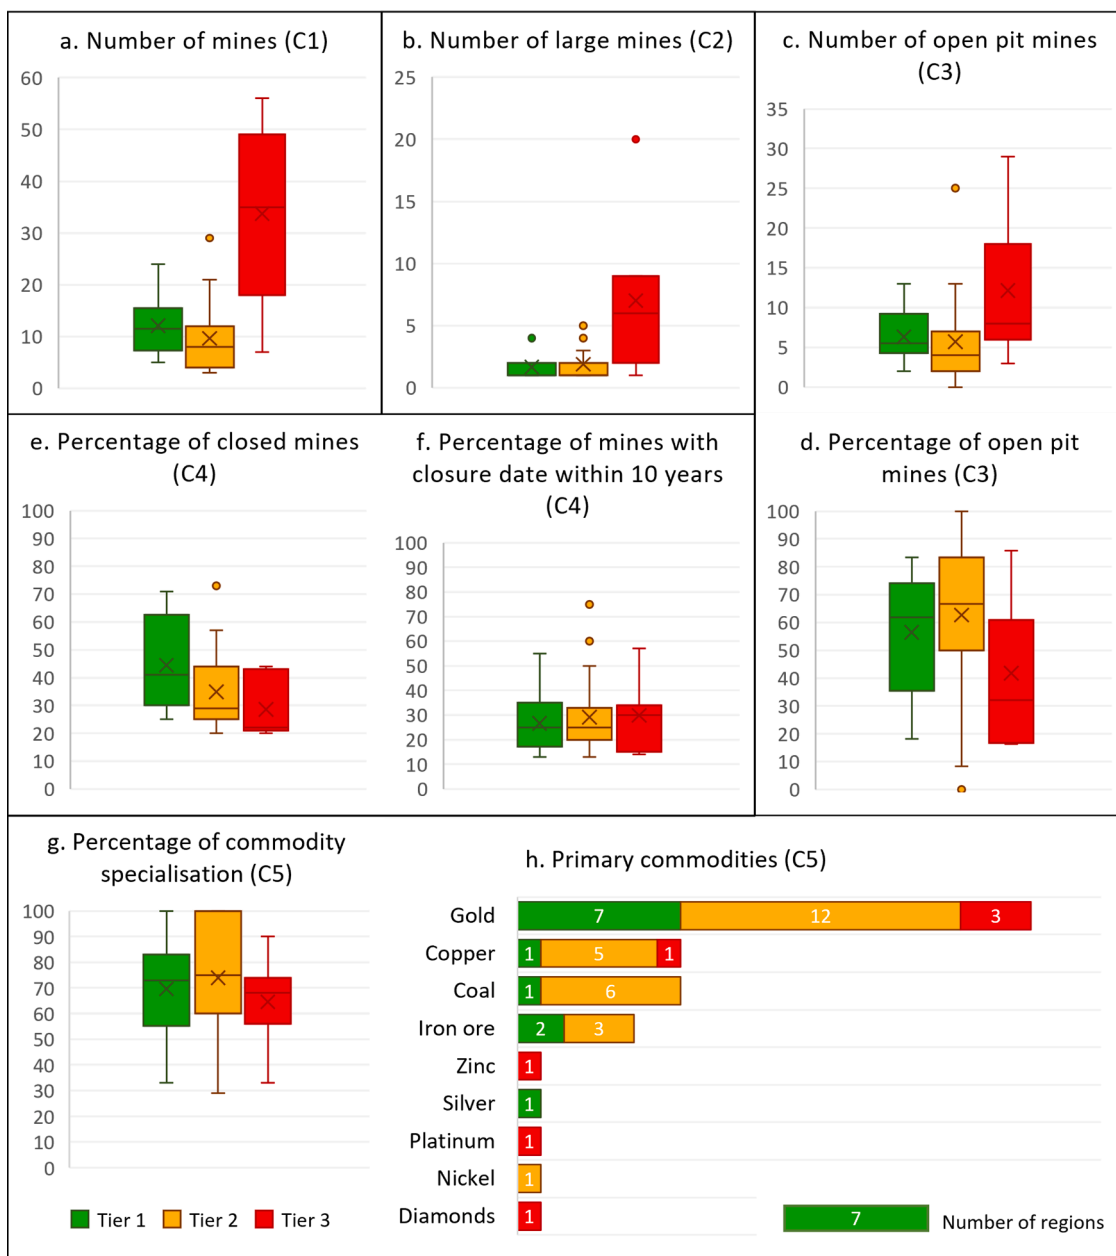 a. Number of mines (C1)
60
50
40
30
20
10
0
b. Number of large mines (C2)
25
20
15
10
5
0
c. Number of open pit mines
(C3)
35
30
25
20
15
10
5
0
e. Percentage of closed mines
(C4)
100
90
80
70
60
50
40
30
20
10
0
f. Percentage of mines with
closure date within 10 years
(C4)
100
90
80
70
60
50
40
30
20
10
0
d. Percentage of open pit
mines (C3)
100
90
80
70
60
50
40
30
20
10
0
g. Percentage of commodity
specialisation (C5)
100
90
80
70
60
50
40
30
20
10
0
Tier 1 Tier 2 Tier 3
h. Primary commodities (C5)
Gold 7 12 3
Copper 1 5 1
Coal 1 6
Iron ore 2 3
Zinc 1
Silver 1
Platinum 1
Nickel 1
Diamonds 1
7 Number of regions